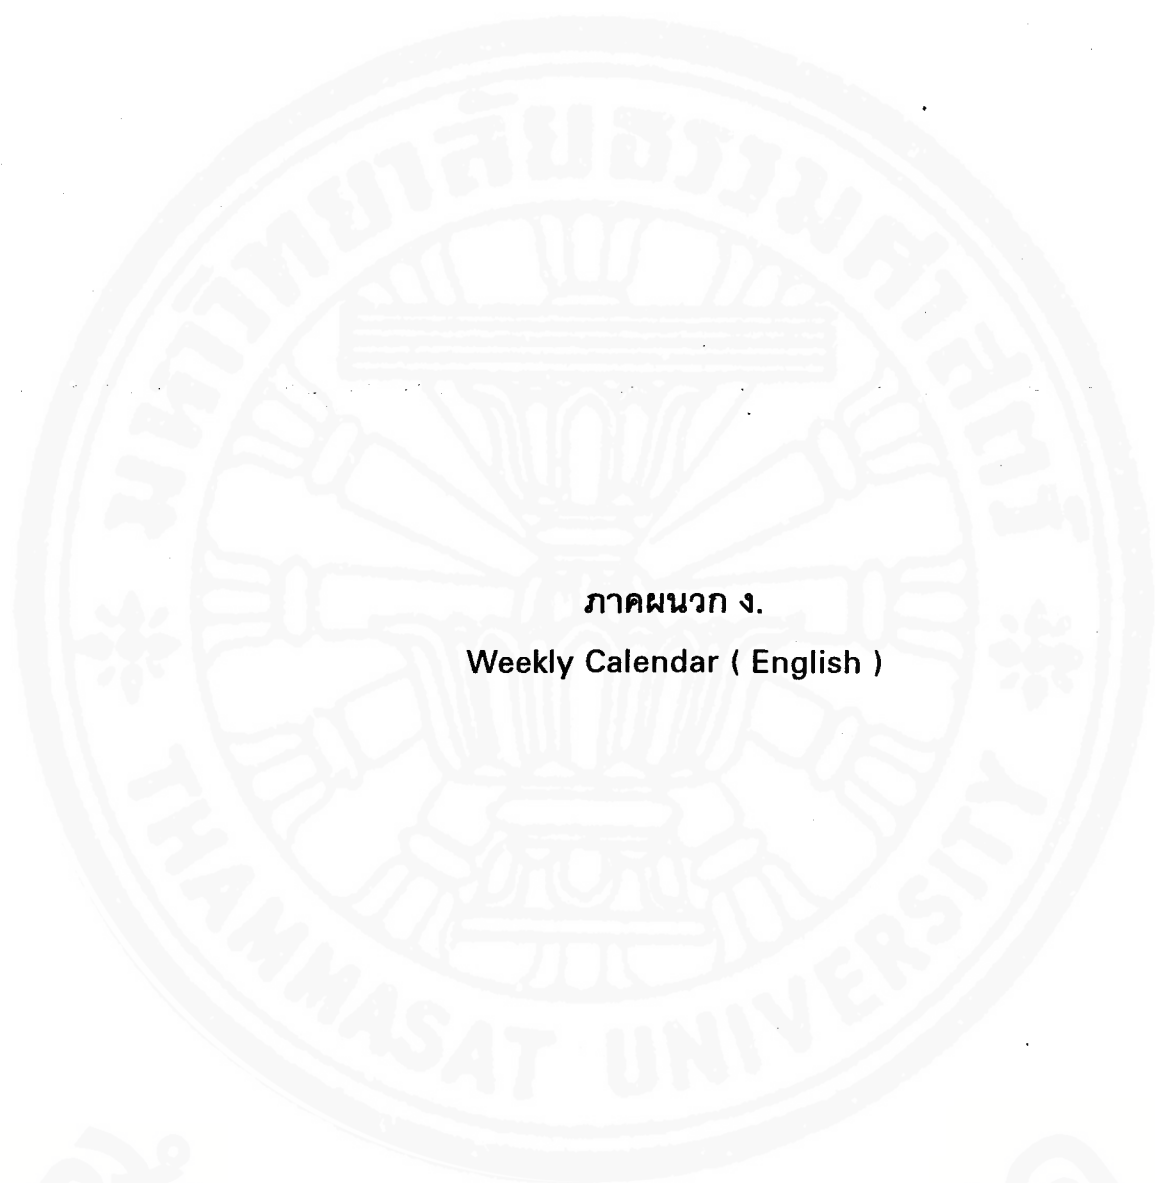 มหาวิทยาลัยธรรมศาสตร์
ภาคผนวก ง.
Weekly Calendar ( English )
THAMMASAT UNIVERSITY